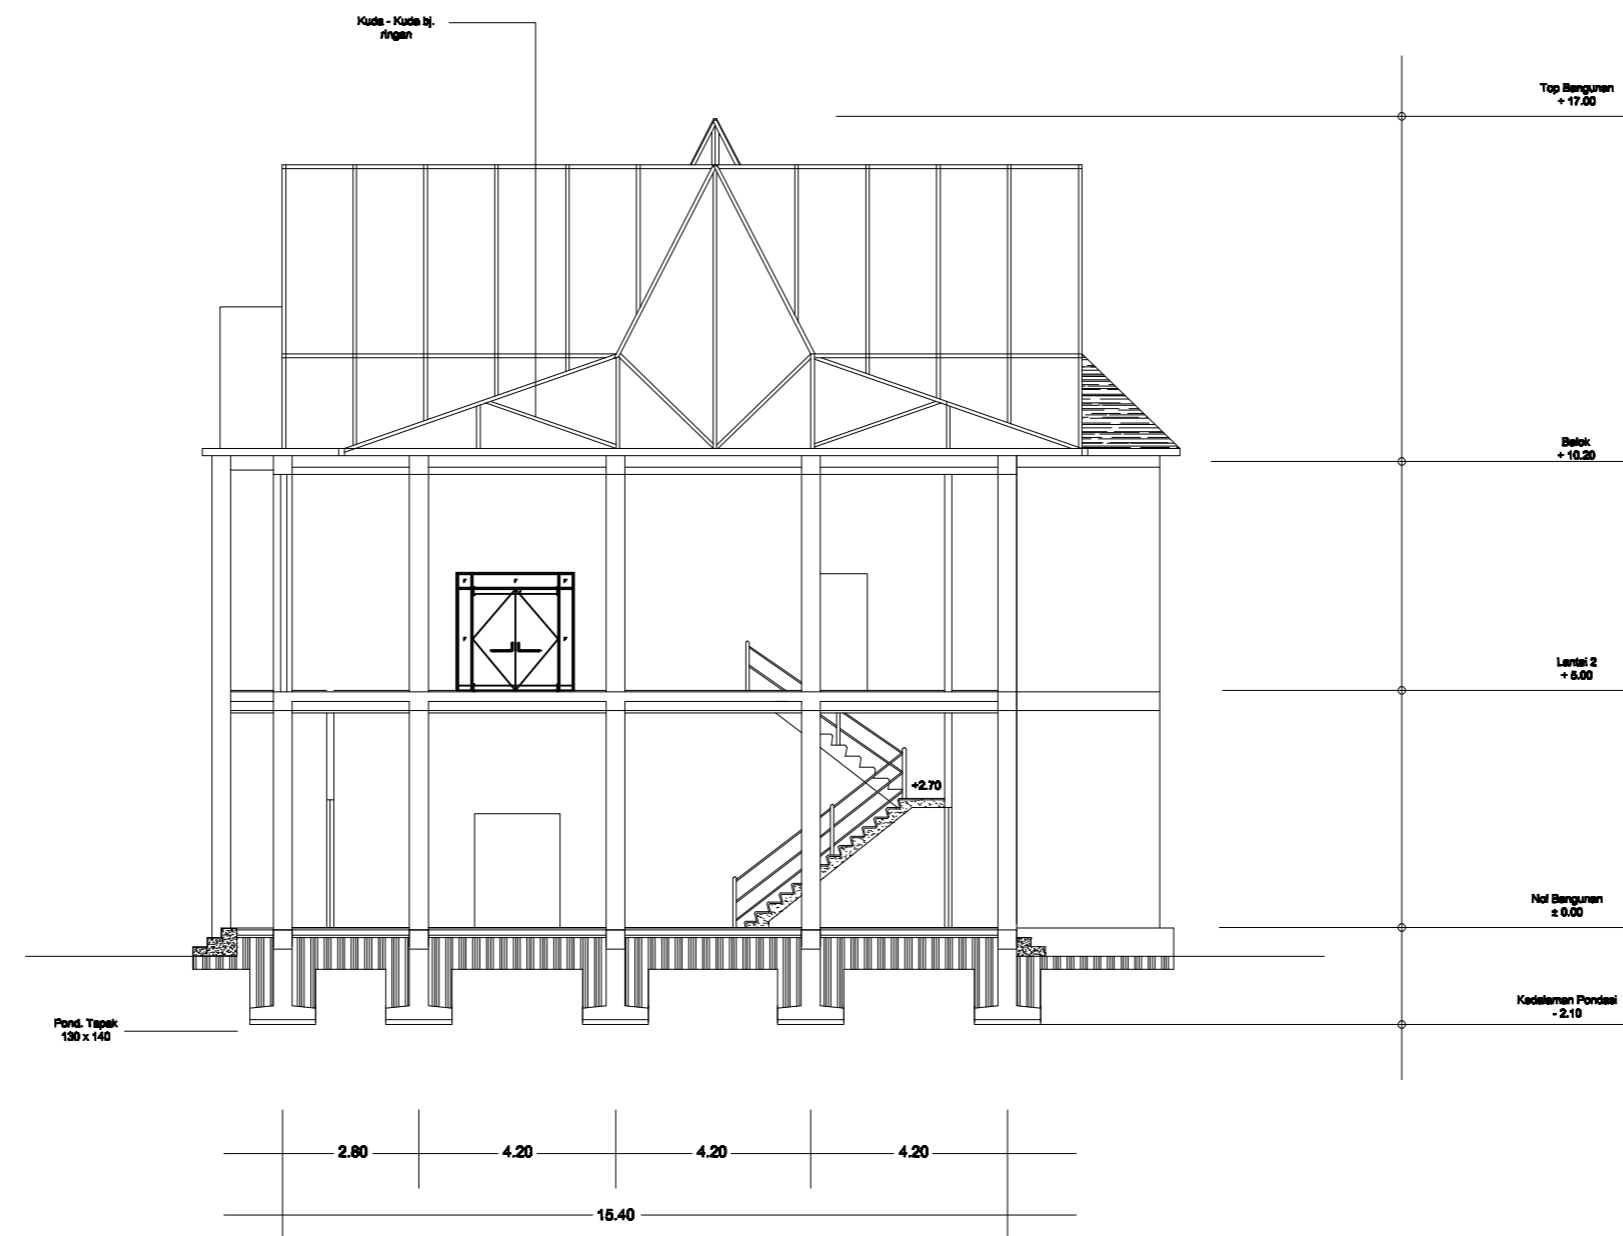 Kuda - Kuda bj.
ringan
Top Bangunan
+ 17.00
Balok
+ 10.20
Lantai 2
+ 5.00
+2.70
Nol Bangunan
± 0.00
Kedalaman Pondasi
- 2.10
Pond. Tapak
130 x 140
2.80
4.20
4.20
4.20
15.40